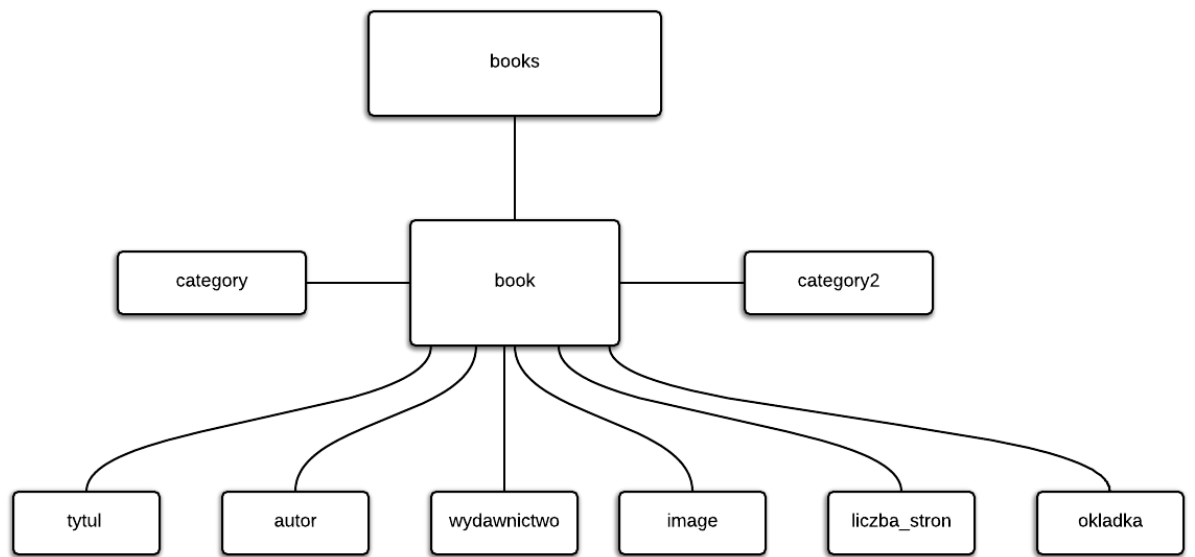 books
category
book
category2
tytul
autor
wydawnictwo
image
liczba_stron
okladka